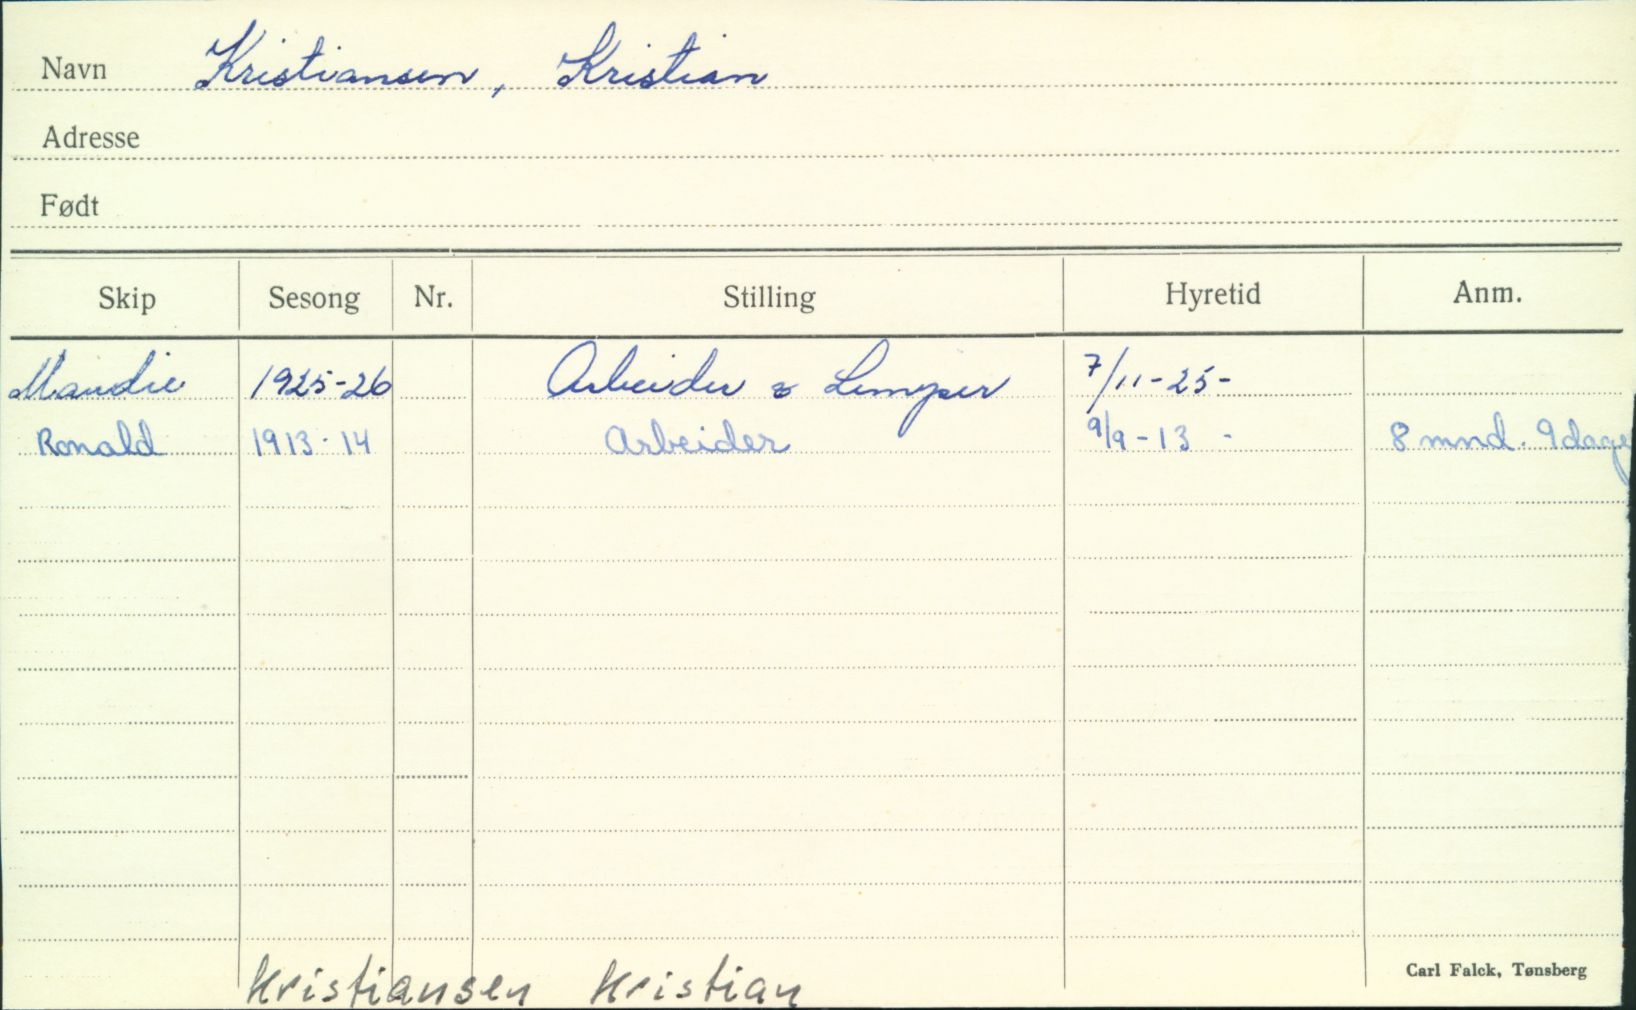 Navn Kristiansen, Kristian
Adresse
Født
Skip Sesong Nr. Stilling Hyretid Anm.
Maudie 1925-26 Arbeider & Lemper 7/11-25-
Ronald 1913-14 Arbeider 9/9-13 - 8 mnd. 9 dage
Carl Falck, Tønsberg
Kristiansen Kristian